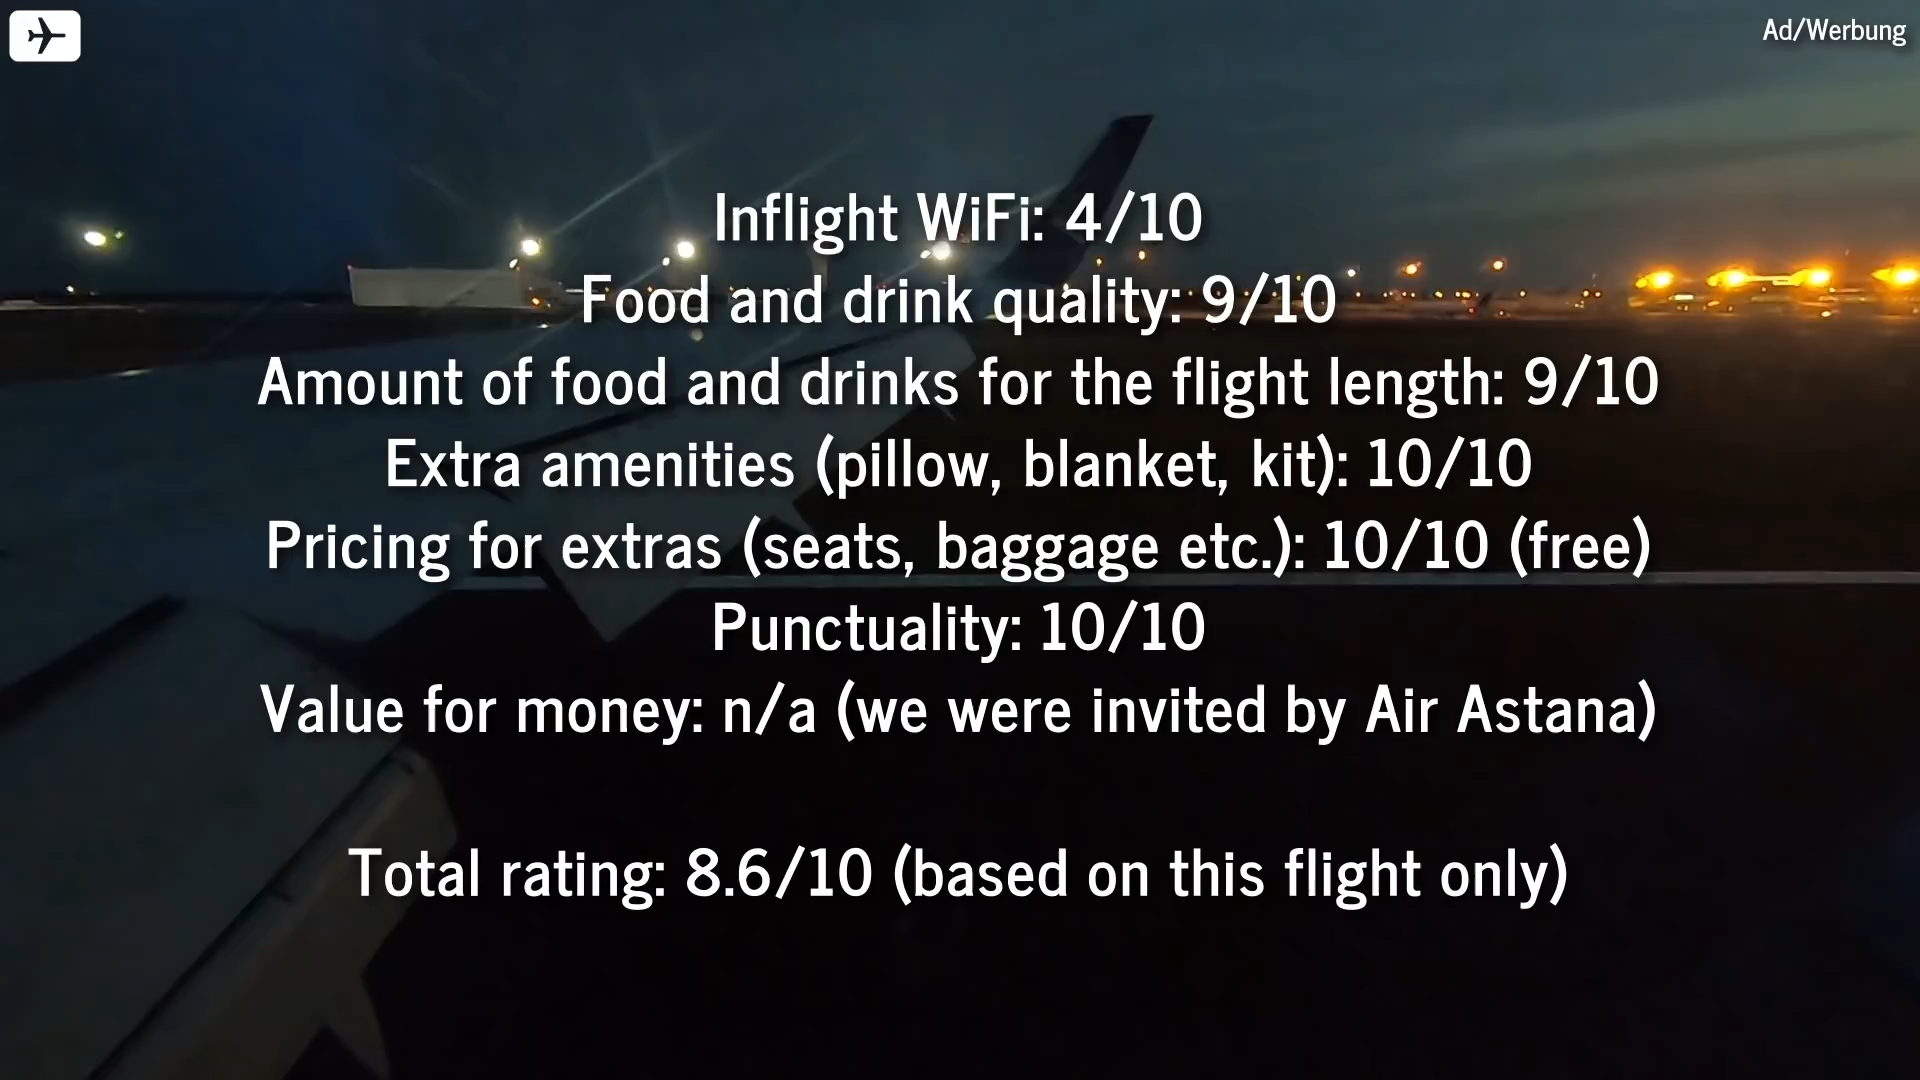 Ad/Werbung
Inflight WiFi: 4/10
Food and drink quality: 9/10
Amount of food and drinks for the flight length: 9/10
Extra amenities (pillow, blanket, kit): 10/10
Pricing for extras (seats, baggage etc.): 10/10 (free)
Punctuality: 10/10
Value for money: n/a (we were invited by Air Astana)
Total rating: 8.6/10 (based on this flight only)